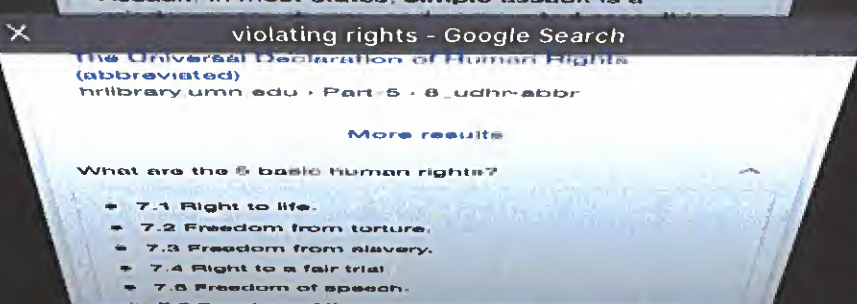 × violating rights - Google Search
The Universal Declaration of Human Rights
(abbreviated)
hrlibrary.umn.edu › Part-5 › 8_udhr-abbr
More results
What are the 5 basic human rights?
• 7.1 Right to life.
• 7.2 Freedom from torture.
• 7.3 Freedom from slavery.
• 7.4 Right to a fair trial.
• 7.5 Freedom of speech.